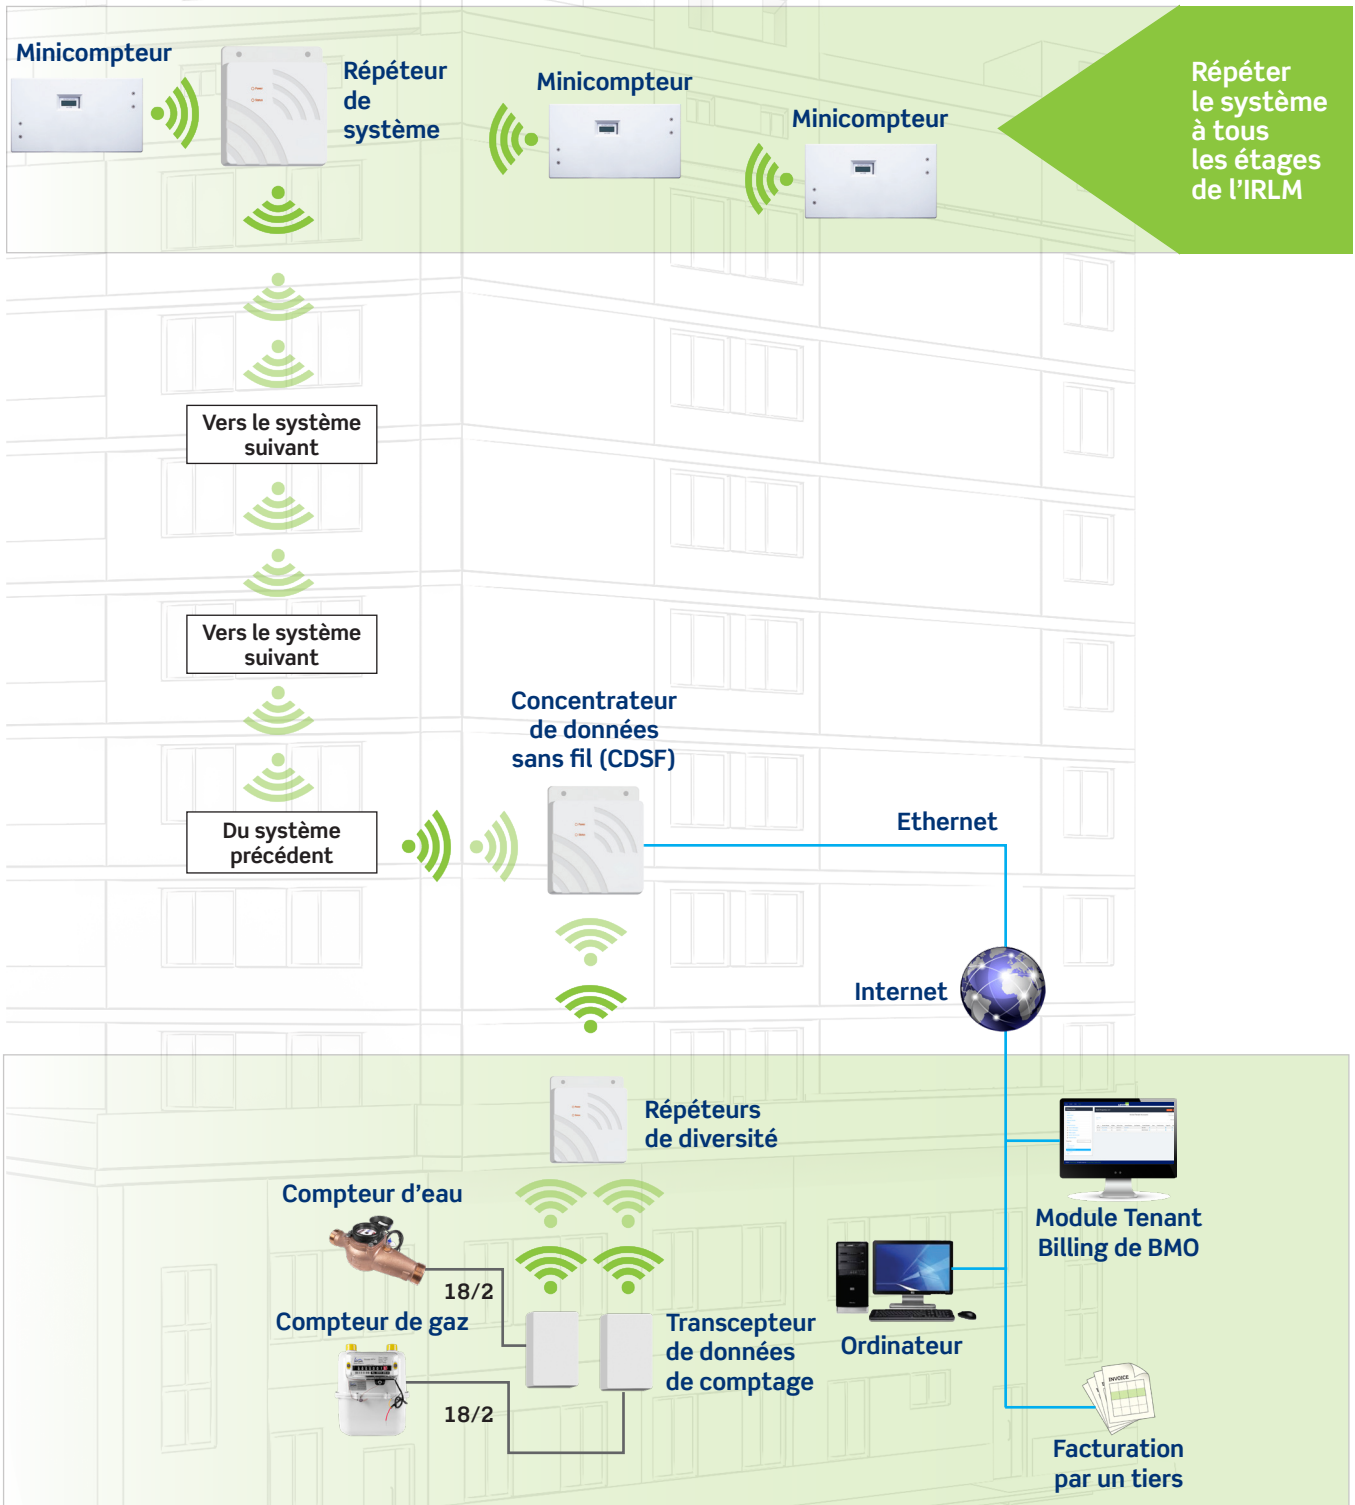 Minicompteur
Répéteur
de
système
Minicompteur
Minicompteur
Répéter
le système
à tous
les étages
de l’IRLM
Vers le système
suivant
Vers le système
suivant
Concentrateur
de données
sans fil (CDSF)
Du système
précédent
Ethernet
Internet
Répéteurs
de diversité
Compteur d’eau
18/2
Compteur de gaz
18/2
Transcepteur
de données
de comptage
Module Tenant
Billing de BMO
Ordinateur
INVOICE
Facturation
par un tiers